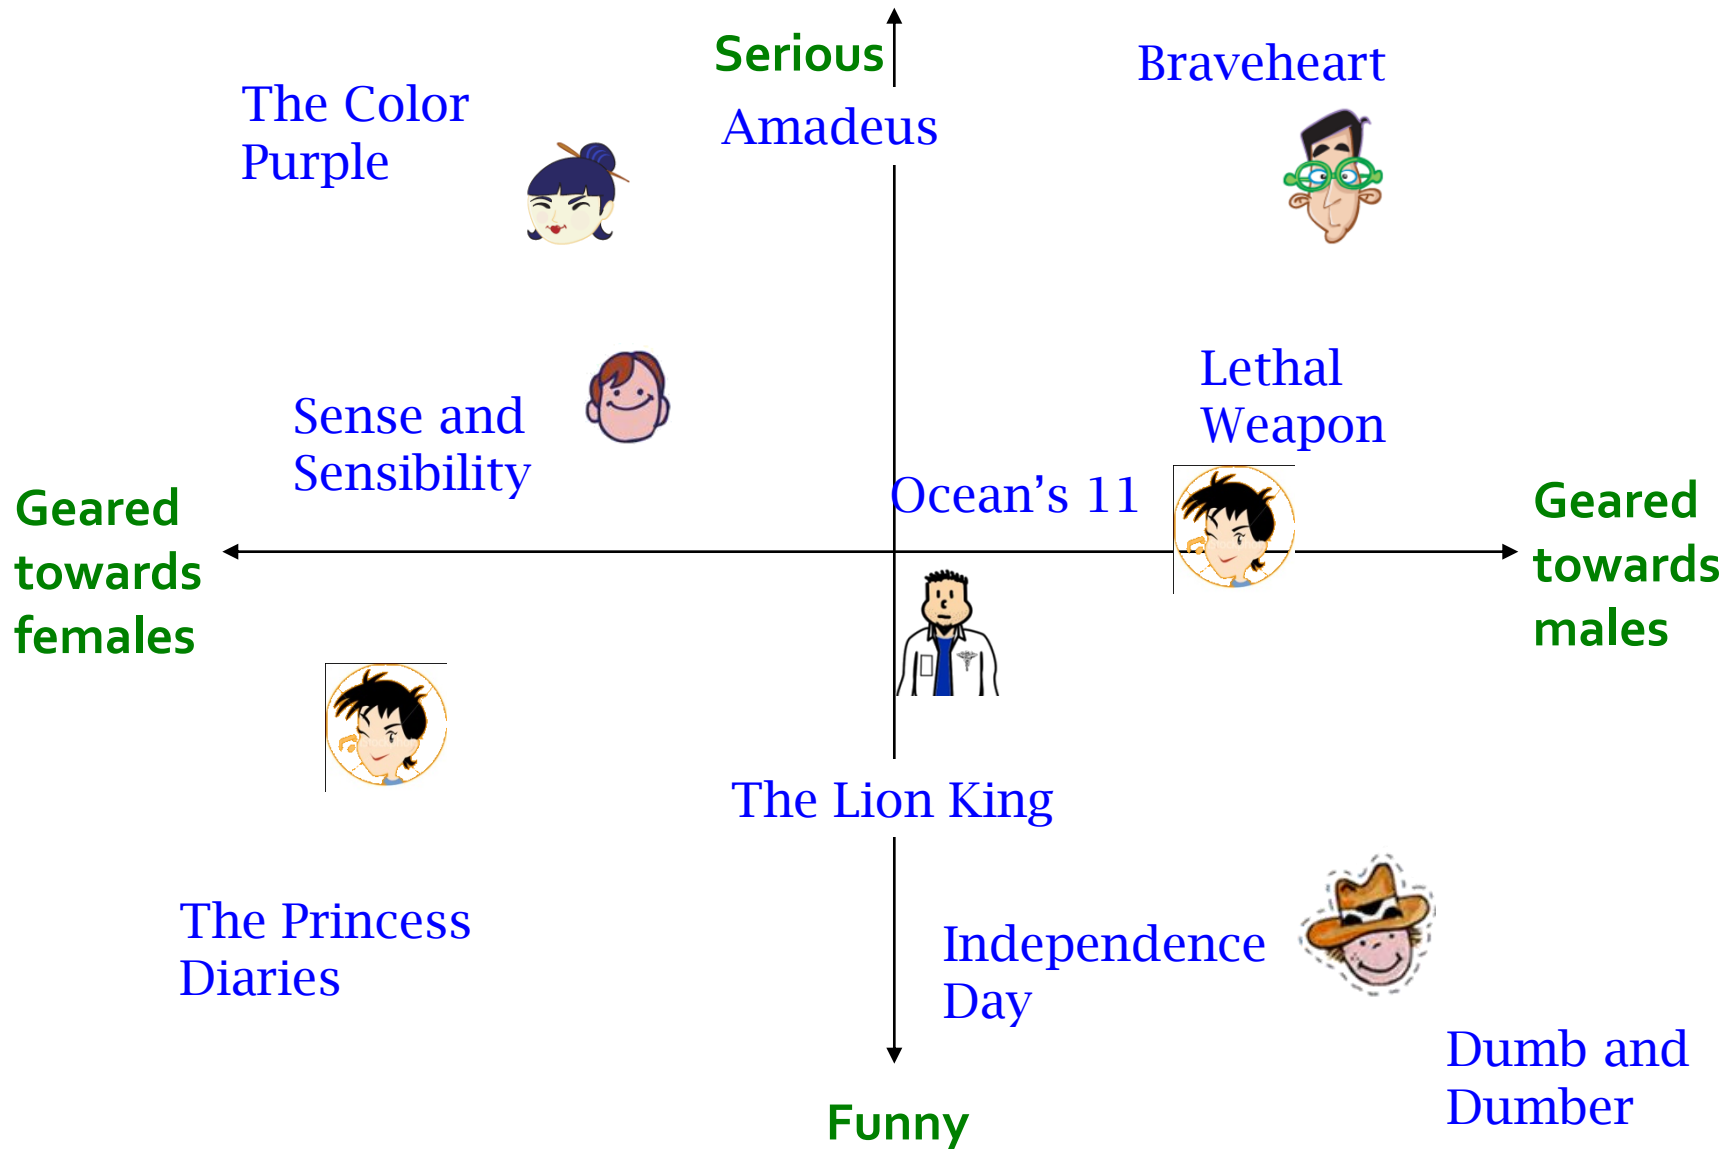 Serious
Braveheart
The Color
Purple
Amadeus
Lethal
Weapon
Sense and
Sensibility
Ocean’s 11
Geared
towards
females
Geared
towards
males
The Lion King
The Princess
Diaries
Independence
Day
Dumb and
Dumber
Funny